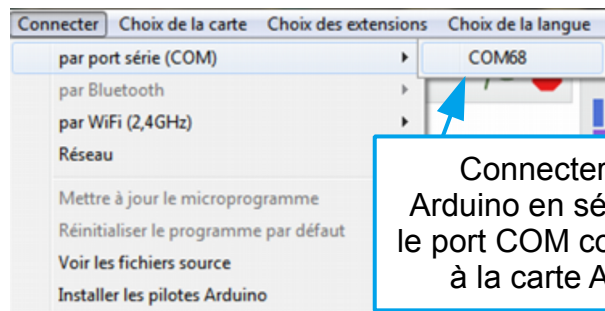 Connecter Choix de la carte Choix des extensions Choix de la langue
par port série (COM)
COM68
par Bluetooth
par WiFi (2,4GHz)
Réseau
Mettre à jour le microprogramme
Réinitialiser le programme par défaut
Voir les fichiers source
Installer les pilotes Arduino
Connecter
Arduino en sé
le port COM co
à la carte A